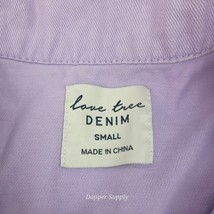 love tree
DENIM
SMALL
MADE IN CHINA
Dapper Supply